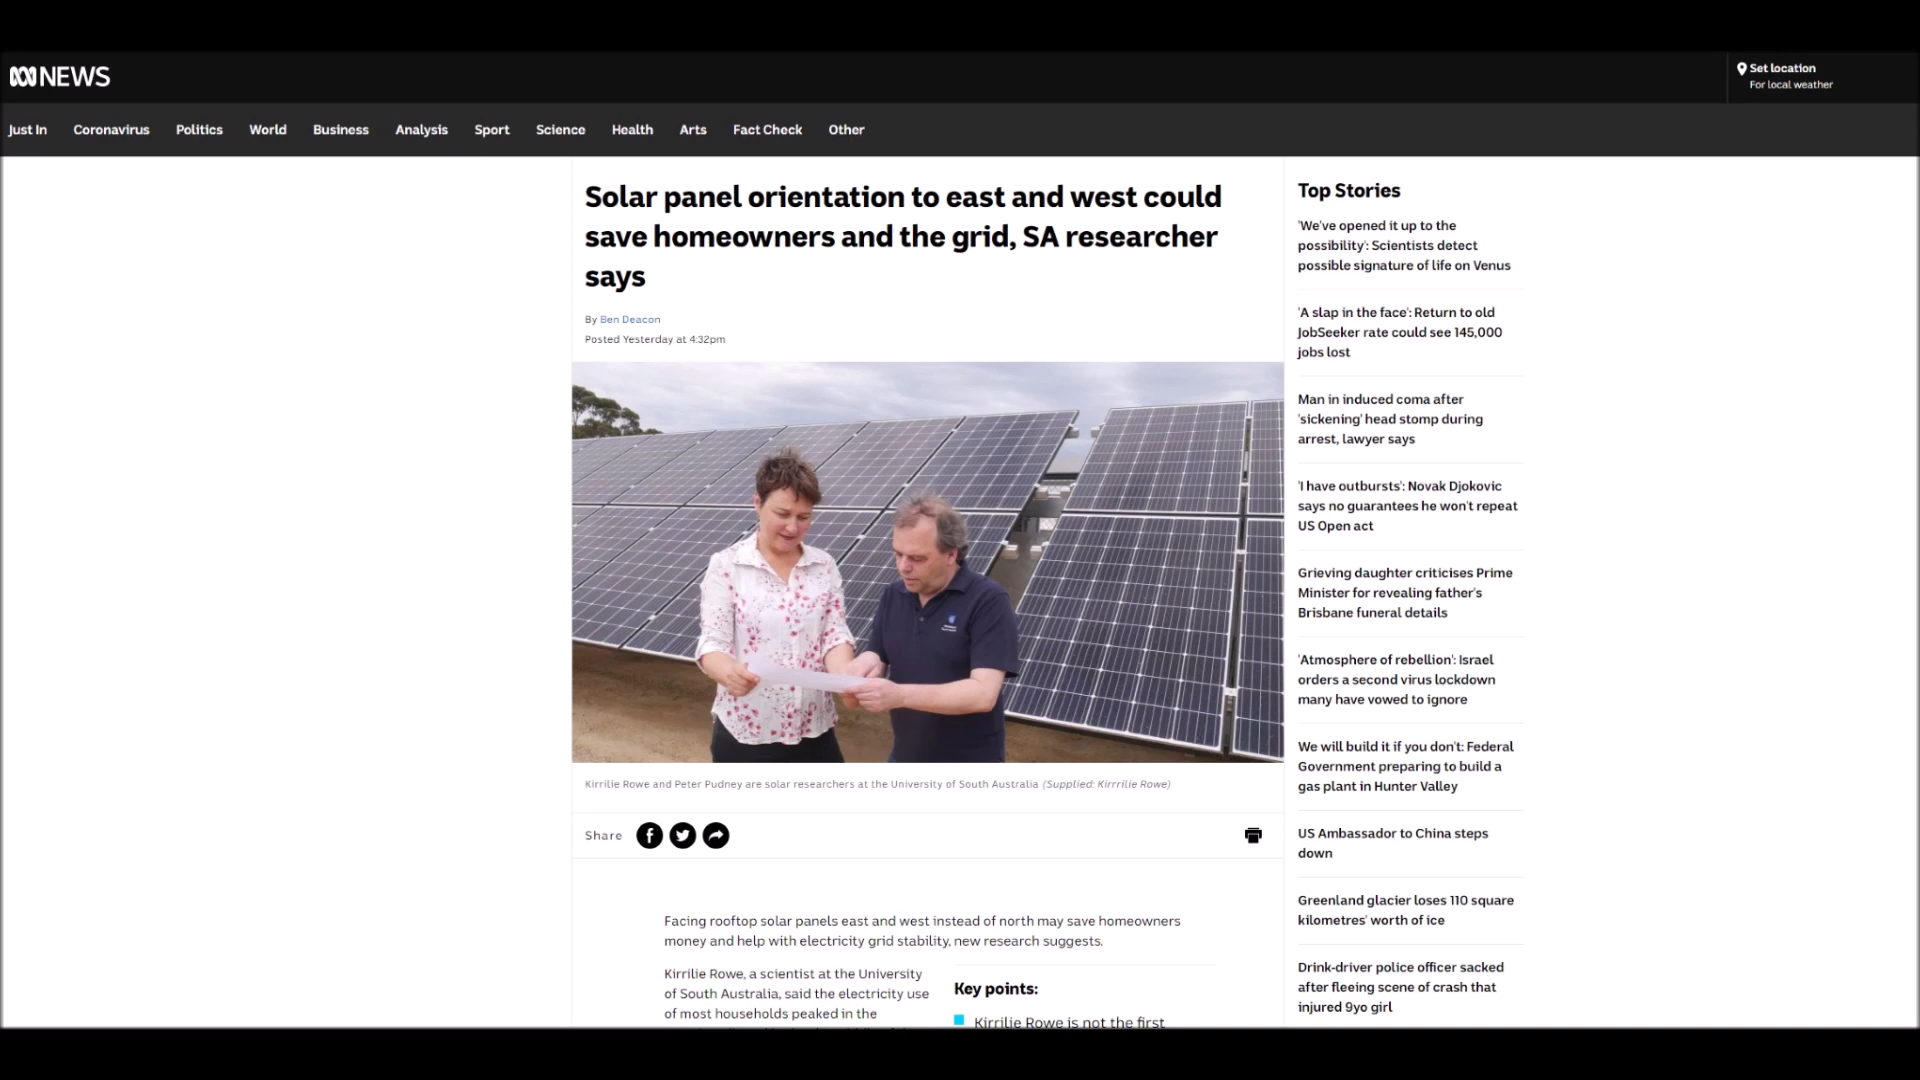 NEWS
Set location
For local weather
Just In Coronavirus Politics World Business Analysis Sport Science Health Arts Fact Check Other
Solar panel orientation to east and west could
save homeowners and the grid, SA researcher
says
By Ben Deacon
Posted Yesterday at 4:32pm
Kirrilie Rowe and Peter Pudney are solar researchers at the University of South Australia (Supplied: Kirrrilie Rowe)
Share
Facing rooftop solar panels east and west instead of north may save homeowners
money and help with electricity grid stability, new research suggests.
Kirrilie Rowe, a scientist at the University
of South Australia, said the electricity use
of most households peaked in the
Key points:
Kirrilie Rowe is not the first
Top Stories
'We've opened it up to the
possibility': Scientists detect
possible signature of life on Venus
'A slap in the face': Return to old
JobSeeker rate could see 145,000
jobs lost
Man in induced coma after
'sickening' head stomp during
arrest, lawyer says
'I have outbursts': Novak Djokovic
says no guarantees he won't repeat
US Open act
Grieving daughter criticises Prime
Minister for revealing father's
Brisbane funeral details
'Atmosphere of rebellion': Israel
orders a second virus lockdown
many have vowed to ignore
We will build it if you don't: Federal
Government preparing to build a
gas plant in Hunter Valley
US Ambassador to China steps
down
Greenland glacier loses 110 square
kilometres' worth of ice
Drink-driver police officer sacked
after fleeing scene of crash that
injured 9yo girl